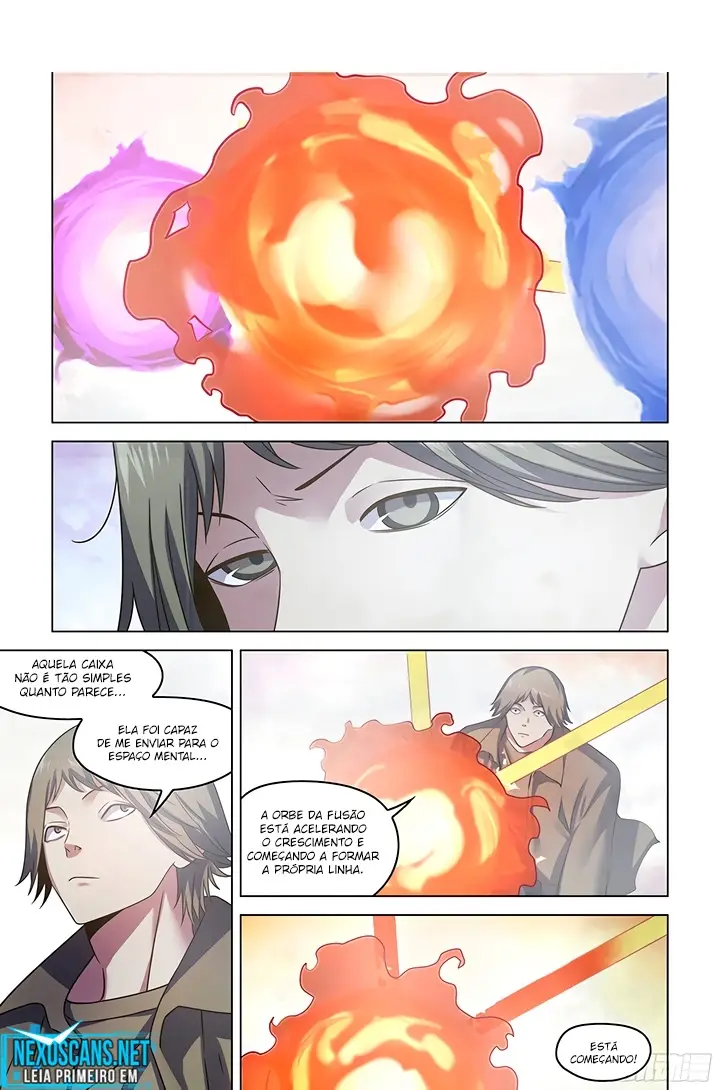 AQUELA CAIXA
NÃO É TÃO SIMPLES
QUANTO PARECE...
ELA FOI CAPAZ
DE ME ENVIAR PARA O
ESPAÇO MENTAL...
A ORBE DA FUSÃO
ESTÁ ACELERANDO
O CRESCIMENTO E
COMEÇANDO A FORMAR
A PRÓPRIA LINHA.
ESTÁ
COMEÇANDO!
NEXOSCANS.NET
LEIA PRIMEIRO EM